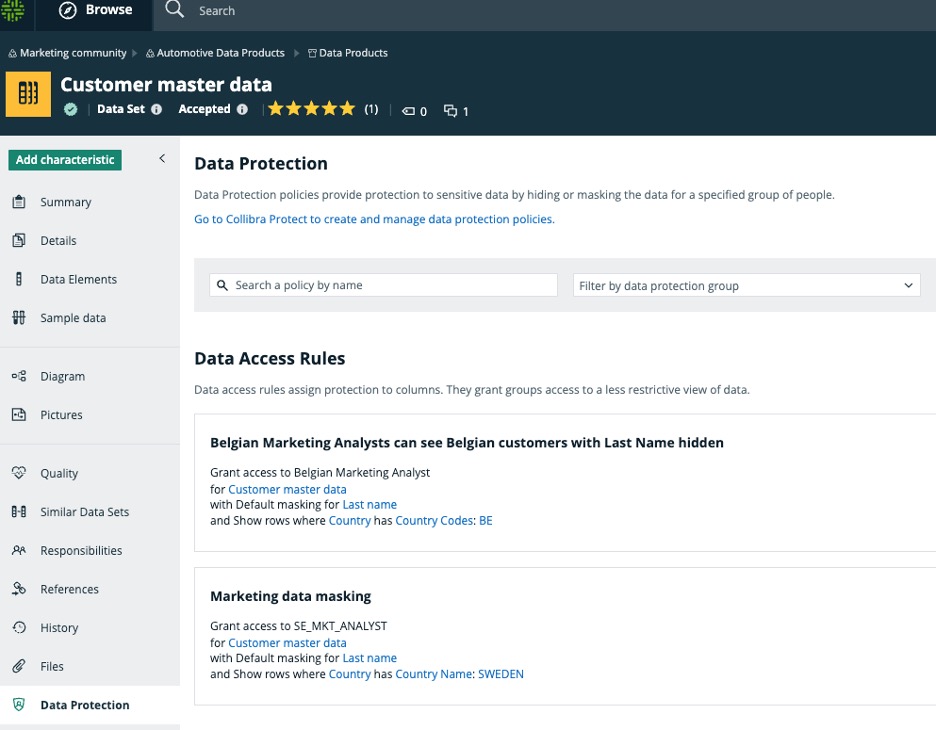 Browse
Search
Marketing community
Automotive Data Products
Data Products
Customer master data
Data Set
Accepted
(1)
0
1
Add characteristic
Summary
Details
Data Elements
Sample data
Diagram
Pictures
Quality
Similar Data Sets
Responsibilities
References
History
Files
Data Protection
Data Protection
Data Protection policies provide protection to sensitive data by hiding or masking the data for a specified group of people.
Go to Collibra Protect to create and manage data protection policies.
Search a policy by name
Filter by data protection group
Data Access Rules
Data access rules assign protection to columns. They grant groups access to a less restrictive view of data.
Belgian Marketing Analysts can see Belgian customers with Last Name hidden
Grant access to Belgian Marketing Analyst
for Customer master data
with Default masking for Last name
and Show rows where Country has Country Codes: BE
Marketing data masking
Grant access to SE_MKT_ANALYST
for Customer master data
with Default masking for Last name
and Show rows where Country has Country Name: SWEDEN